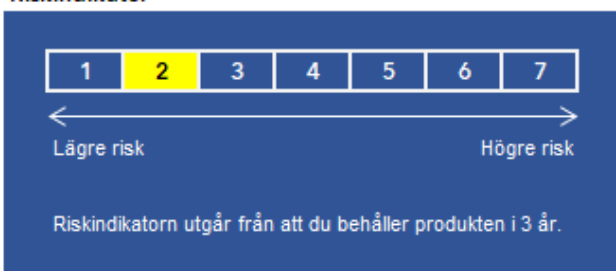 1 2 3 4 5 6 7
Lägre risk Högre risk
Riskindikatorn utgår från att du behåller produkten i 3 år.